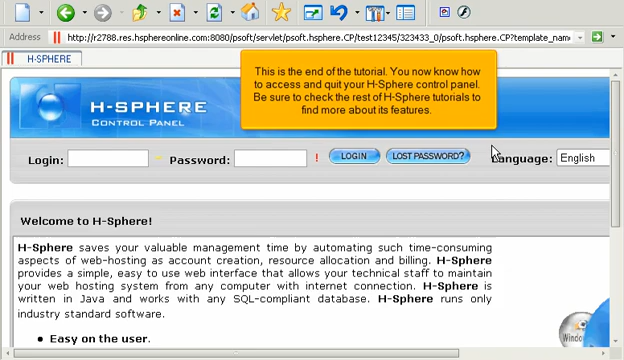 Address
http://r2788.res.hsphereonline.com:8080/psoft/servlet/psoft.hsphere.CP/test12345/323433_0/psoft.hsphere.CP?template_name
H-SPHERE
This is the end of the tutorial. You now know how
to access and quit your H-Sphere control panel.
Be sure to check the rest of H-Sphere tutorials to
find more about its features.
H-SPHERE
CONTROL PANEL
Login: Password: ! LOGIN LOST PASSWORD? Language: English
Welcome to H-Sphere!
H-Sphere saves your valuable management time by automating such time-consuming
aspects of web-hosting as account creation, resource allocation and billing. H-Sphere
provides a simple, easy to use web interface that allows your technical staff to maintain
your web hosting system from any computer with internet connection. H-Sphere is
written in Java and works with any SQL-compliant database. H-Sphere runs only
industry standard software.
• Easy on the user.